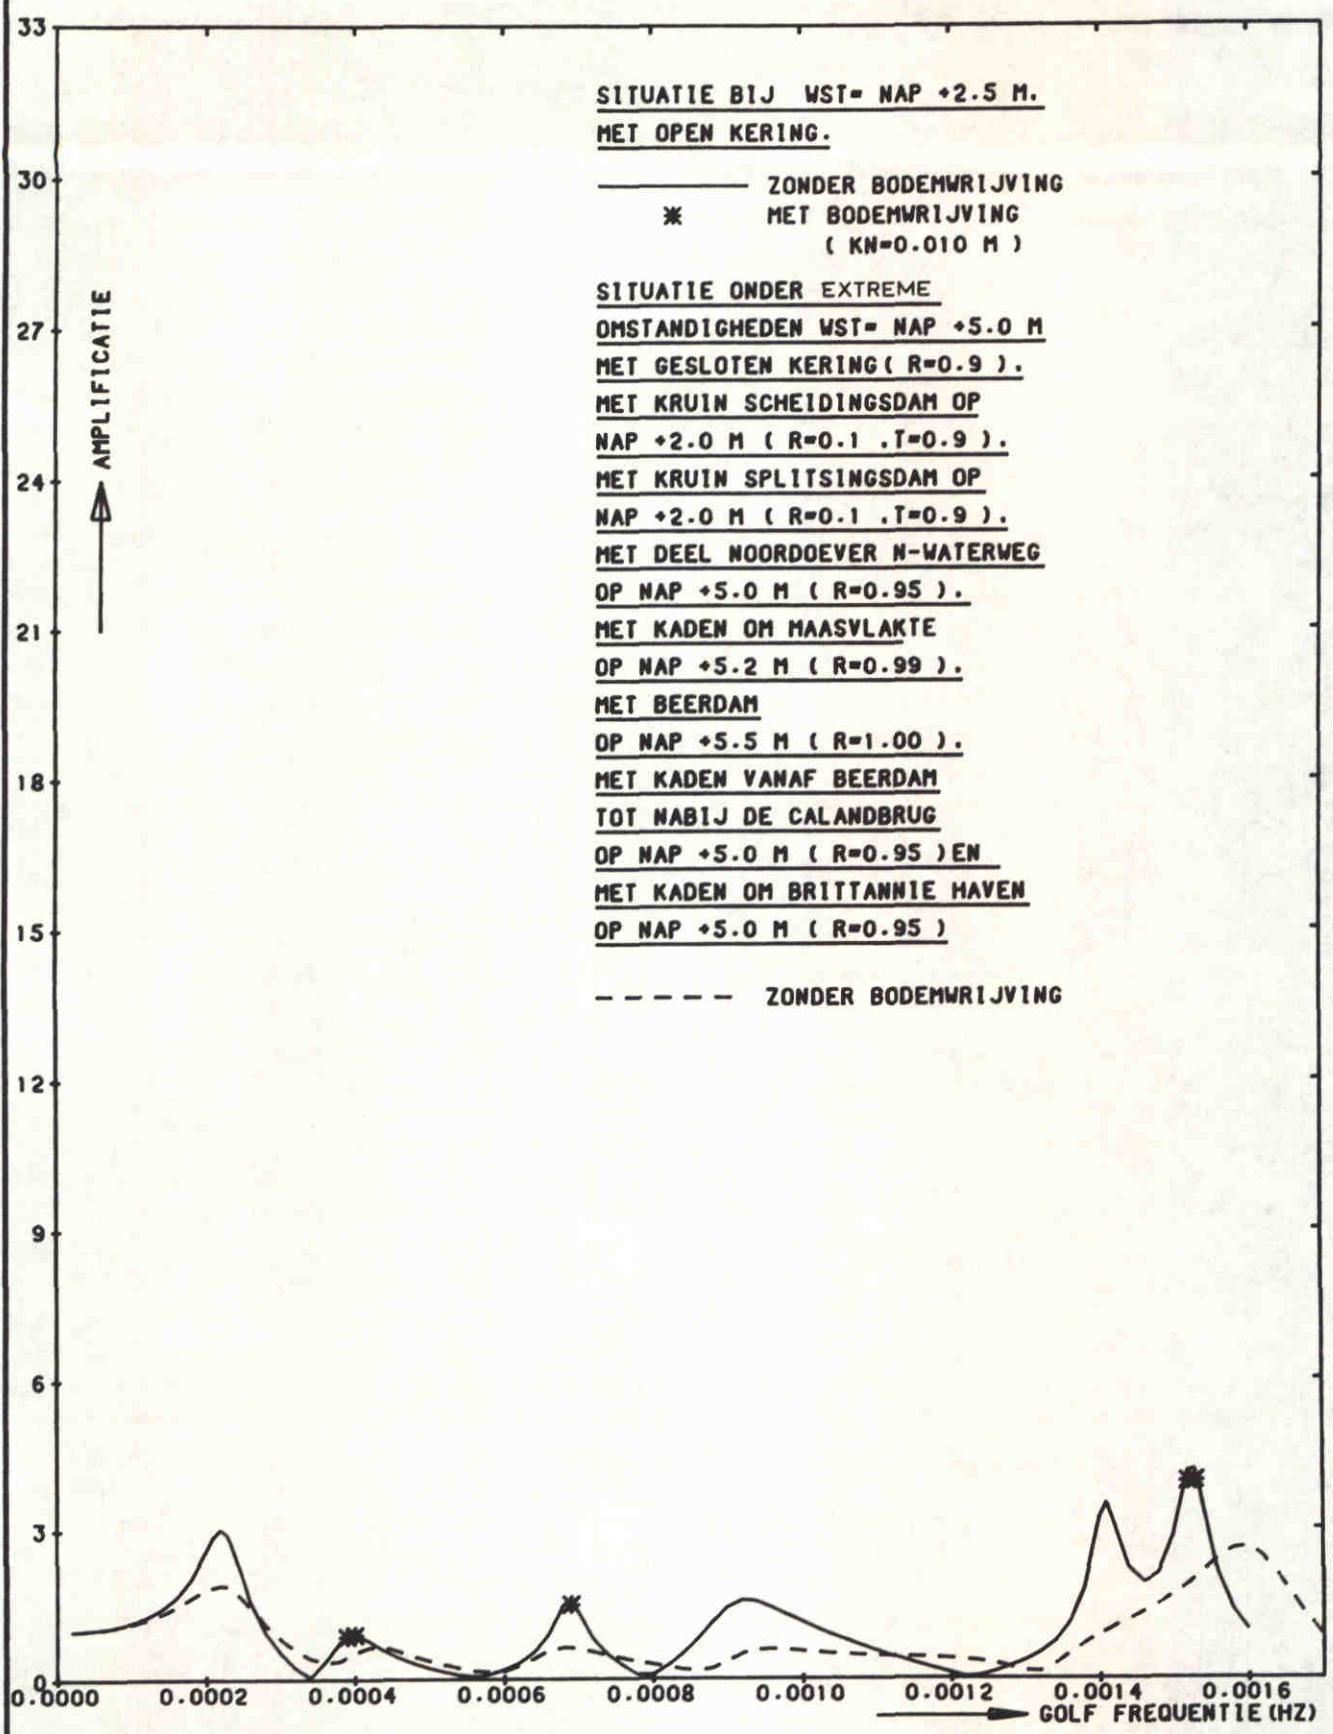 33
30
27
24
21
18
15
12
9
6
3
0
AMPLIFICATIE
SITUATIE BIJ WST= NAP +2.5 M.
MET OPEN KERING.
ZONDER BODEMWRIJVING
* MET BODEMWRIJVING
( KN=0.010 M )
SITUATIE ONDER EXTREME
OMSTANDIGHEDEN WST= NAP +5.0 M
MET GESLOTEN KERING( R=0.9 ).
MET KRUIN SCHEIDINGSDAM OP
NAP +2.0 M ( R=0.1 .T=0.9 ).
MET KRUIN SPLITSINGSDAM OP
NAP +2.0 M ( R=0.1 .T=0.9 ).
MET DEEL NOORDOEVER N-WATERWEG
OP NAP +5.0 M ( R=0.95 ).
MET KADEN OM MAASVLAKTE
OP NAP +5.2 M ( R=0.99 ).
MET BEERDAM
OP NAP +5.5 M ( R=1.00 ).
MET KADEN VANAF BEERDAM
TOT NABIJ DE CALANDBRUG
OP NAP +5.0 M ( R=0.95 )EN
MET KADEN OM BRITTANNIE HAVEN
OP NAP +5.0 M ( R=0.95 )
ZONDER BODEMWRIJVING
0.0000 0.0002 0.0004 0.0006 0.0008 0.0010 0.0012 0.0014 0.0016
GOLF FREQUENTIE(HZ)